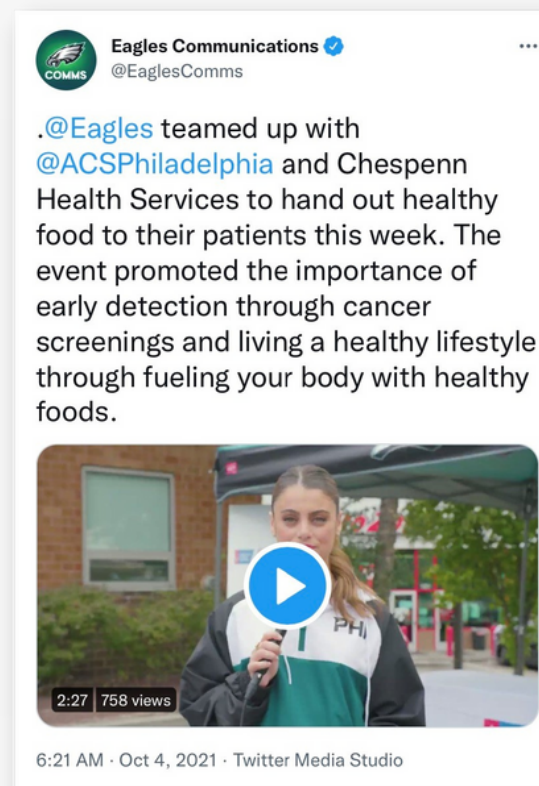 COMMS
Eagles Communications
@EaglesComms
.@Eagles teamed up with
@ACSPhiladelphia and Chespenn
Health Services to hand out healthy
food to their patients this week. The
event promoted the importance of
early detection through cancer
screenings and living a healthy lifestyle
through fueling your body with healthy
foods.
PHI
2:27 758 views
6:21 AM · Oct 4, 2021 · Twitter Media Studio